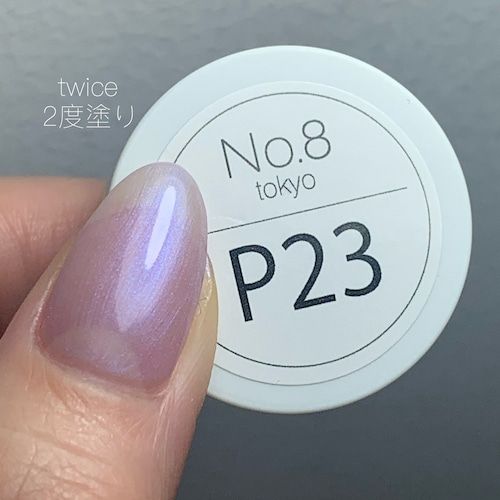 twice
2度塗り
No.8
tokyo
P23